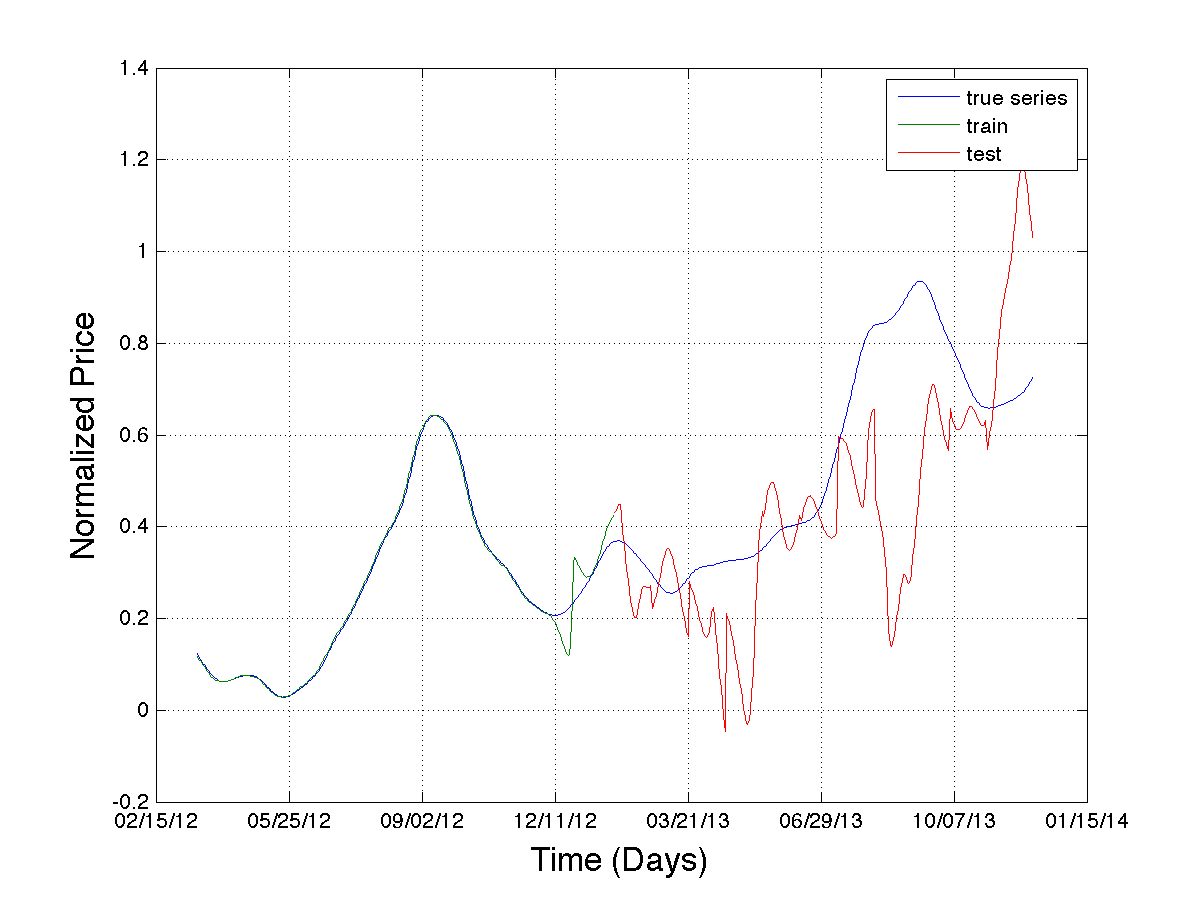 1.4
true series
train
test
1.2
1
0.8
0.6
0.4
0.2
0
-0.2
Normalized Price
02/15/12 05/25/12 09/02/12 12/11/12 03/21/13 06/29/13 10/07/13 01/15/14
Time (Days)